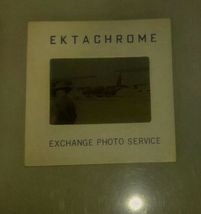 EKTACHROME
EXCHANGE PHOTO SERVICE